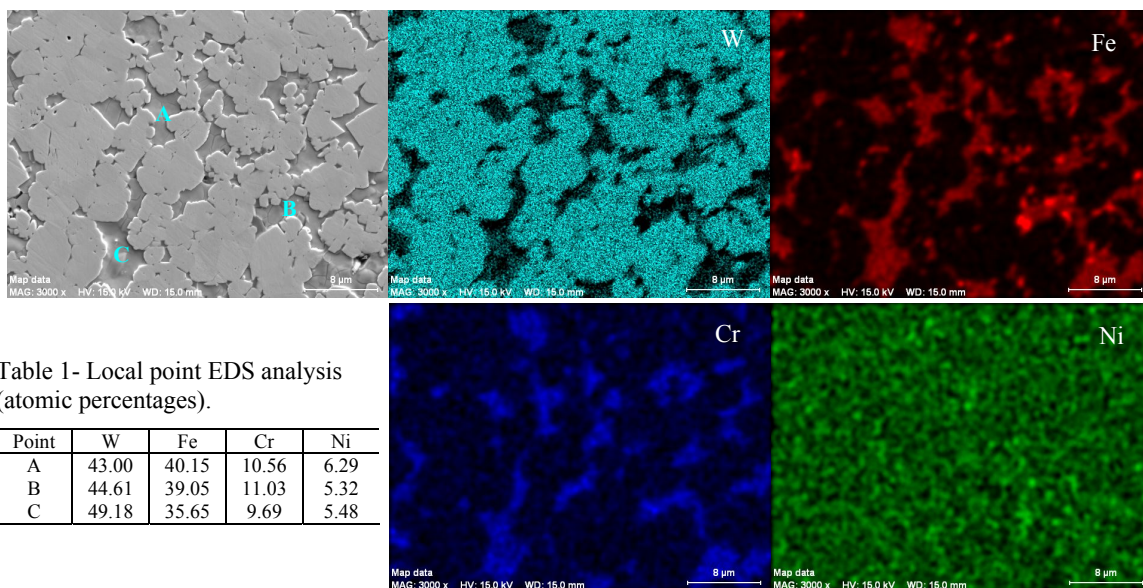 A
B
C
Map data
MAG: 3000 x HV: 15.0 kV WD: 15.0 mm
8 µm
W
Map data
MAG: 3000 x HV: 15.0 kV WD: 15.0 mm
8 µm
Fe
Map data
MAG: 3000 x HV: 15.0 kV WD: 15.0 mm
8 µm
Table 1- Local point EDS analysis
(atomic percentages).
Point W Fe Cr Ni
A 43.00 40.15 10.56 6.29
B 44.61 39.05 11.03 5.32
C 49.18 35.65 9.69 5.48
Cr
Map data
MAG: 3000 x HV: 15.0 kV WD: 15.0 mm
8 µm
Ni
Map data
MAG: 3000 x HV: 15.0 kV WD: 15.0 mm
8 µm